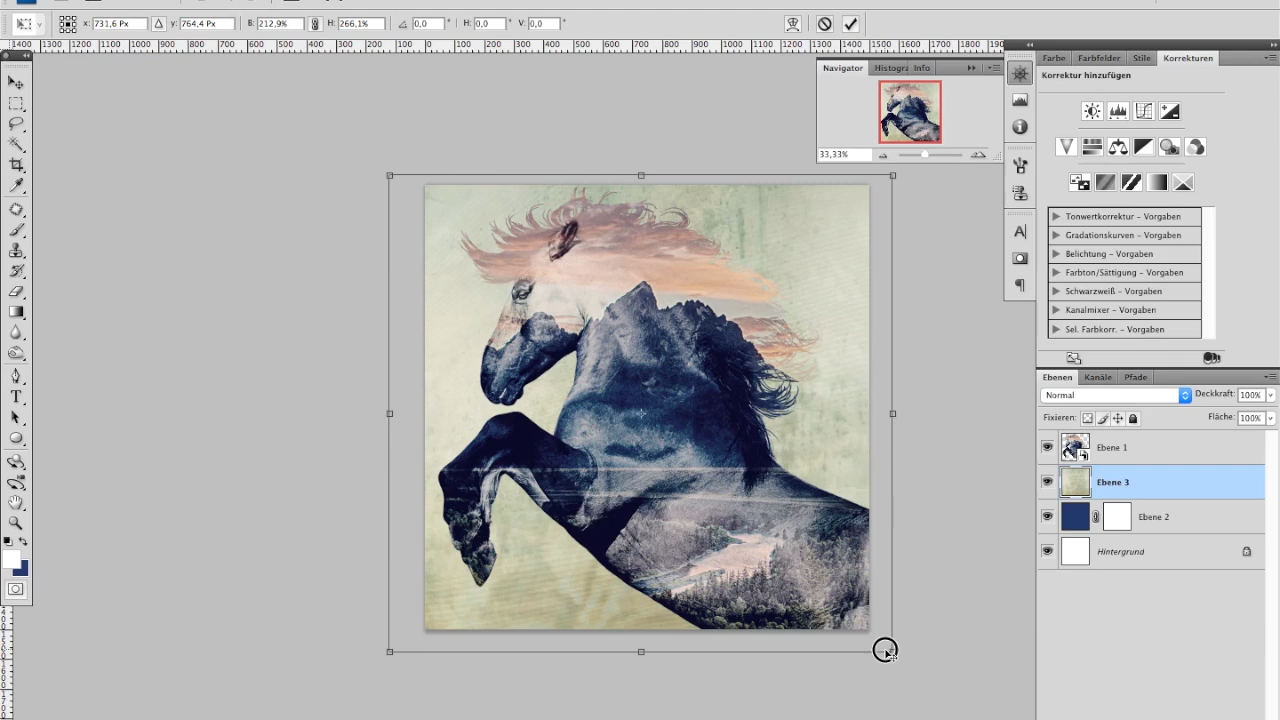 x: 731,6 Px y: 764,4 Px B: 212,9% H: 266,1% 0,0 ° H: 0,0 ° V: 0,0 °
1400 1300 1200 1100 1000 900 800 700 600 500 400 300 200 100 0 100 200 300 400 500 600 700 800 900 1000 1100 1200 1300 1400 1500 1600 1700 1800
Navigator Histogra Info
33,33%
Farbe Farbfelder Stile Korrekturen
Korrektur hinzufügen
Tonwertkorrektur - Vorgaben
Gradationskurven - Vorgaben
Belichtung - Vorgaben
Farbton/Sättigung - Vorgaben
Schwarzweiß - Vorgaben
Kanalmixer - Vorgaben
Sel. Farbkorr. - Vorgaben
Ebenen Kanäle Pfade
Normal Deckkraft: 100%
Fixieren: Fläche: 100%
Ebene 1
Ebene 3
Ebene 2
Hintergrund